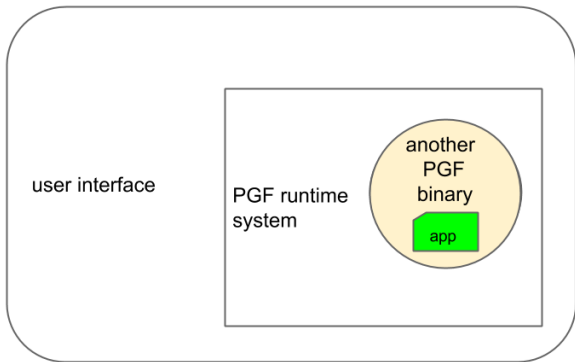 user interface
PGF runtime
system
another
PGF
binary
app